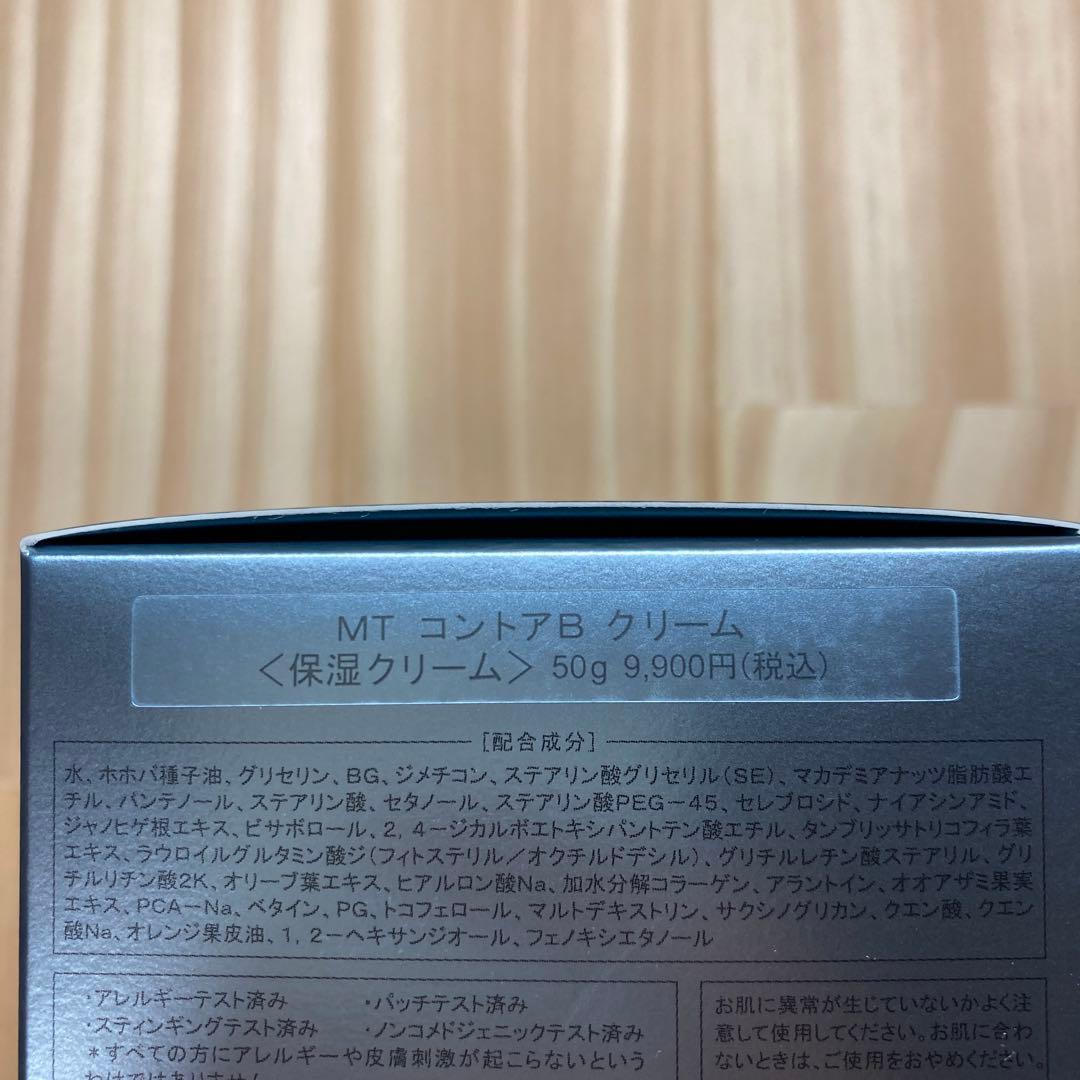 MT コントアB クリーム
〈保湿クリーム〉 50g 9,900円(税込)
[配合成分]
水、ホホバ種子油、グリセリン、BG、ジメチコン、ステアリン酸グリセリル(SE)、マカデミアナッツ脂肪酸エ
チル、パンテノール、ステアリン酸、セタノール、ステアリン酸PEG-45、セレブロシド、ナイアシンアミド、
ジャノヒゲ根エキス、ビサボロール、2, 4-ジカルボエトキシパントテン酸エチル、タンブリッサトリコフィラ葉
エキス、ラウロイルグルタミン酸ジ(フィトステリル/オクチルドデシル)、グリチルレチン酸ステアリル、グリ
チルリチン酸2K、オリーブ葉エキス、ヒアルロン酸Na、加水分解コラーゲン、アラントイン、オオアザミ果実
エキス、PCA-Na、ベタイン、PG、トコフェロール、マルトデキストリン、サクシノグリカン、クエン酸、クエン
酸Na、オレンジ果皮油、1, 2-ヘキサンジオール、フェノキシエタノール
・アレルギーテスト済み ・パッチテスト済み
・スティンギングテスト済み ・ノンコメドジェニックテスト済み
*すべての方にアレルギーや皮膚刺激が起こらないという
わけではありません
お肌に異常が生じていないかよく注
意して使用してください。お肌に合わ
ないときは、ご使用をおやめください。